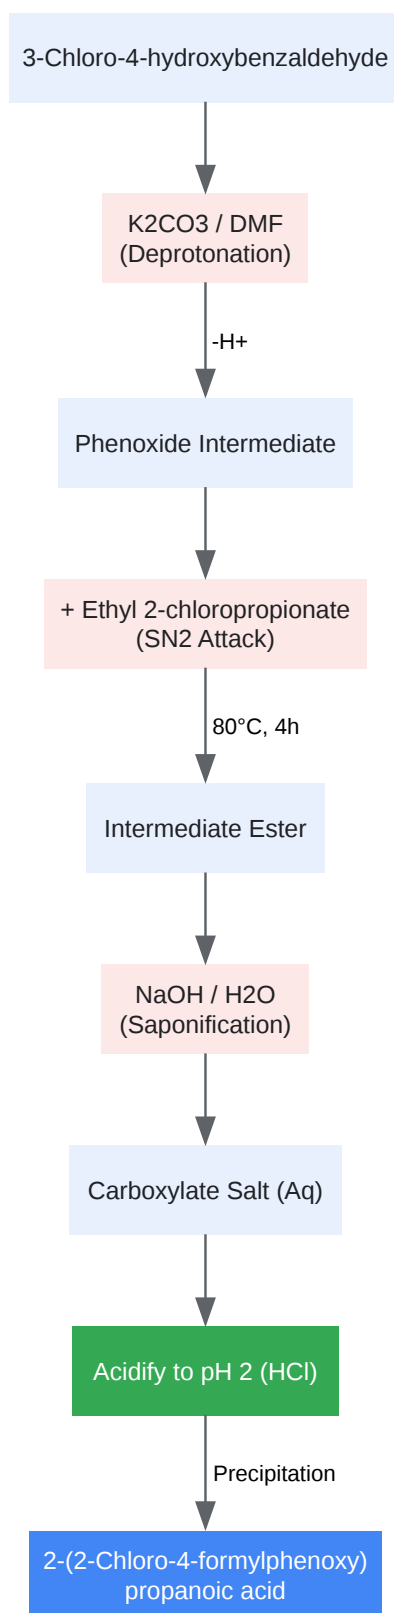 3-Chloro-4-hydroxybenzaldehyde
K2CO3 / DMF
(Deprotonation)
-H+
Phenoxide Intermediate
+ Ethyl 2-chloropropionate
(SN2 Attack)
80°C, 4h
Intermediate Ester
NaOH / H2O
(Saponification)
Carboxylate Salt (Aq)
Acidify to pH 2 (HCl)
Precipitation
2-(2-Chloro-4-formylphenoxy)
propanoic acid